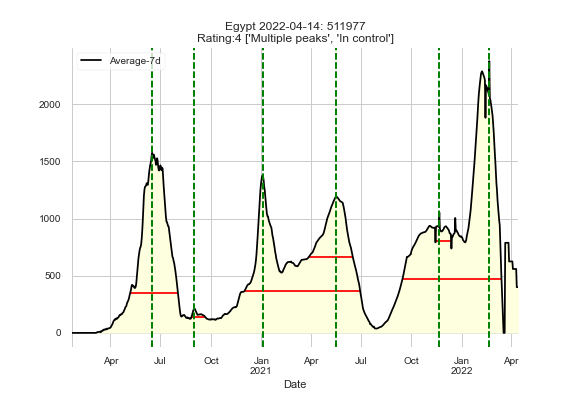 Egypt 2022-04-14: 511977
Rating:4 ['Multiple peaks', 'In control']
Average-7d
2000
1500
1000
500
0
Apr Jul Oct Jan Apr Jul Oct Jan Apr
2021 2022
Date